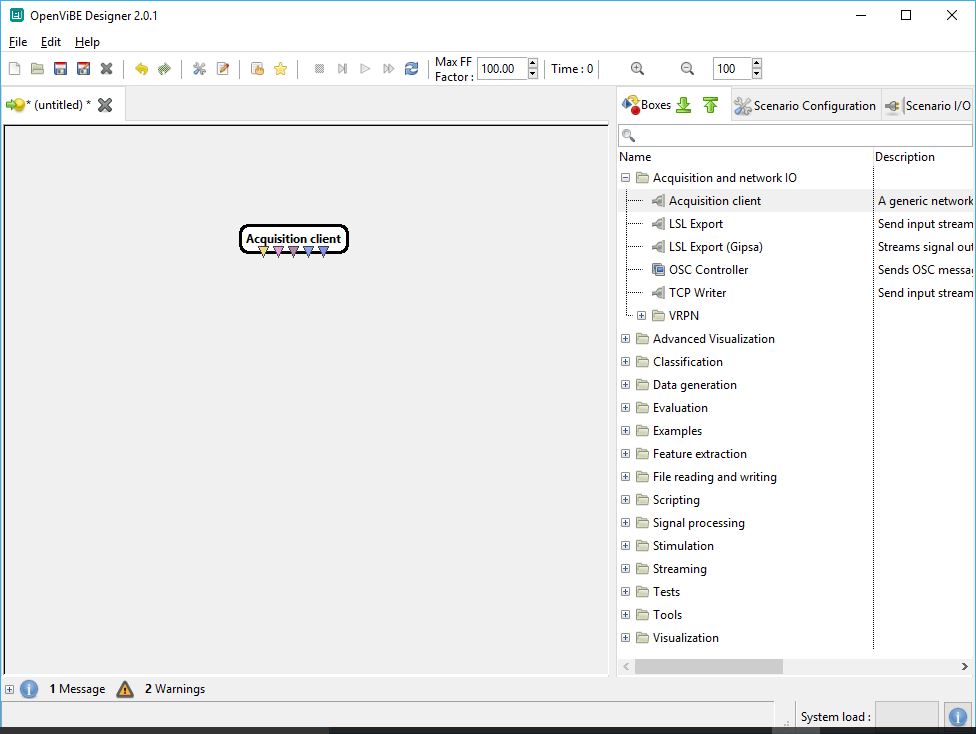 OpenViBE Designer 2.0.1
File Edit Help
Max FF Factor : 100.00 Time : 0 100
* (untitled) *
Boxes Scenario Configuration Scenario I/O
Name Description
Acquisition and network IO
Acquisition client A generic network
LSL Export Send input stream
LSL Export (Gipsa) Streams signal out
OSC Controller Sends OSC messag
TCP Writer Send input stream
VRPN
Advanced Visualization
Classification
Data generation
Evaluation
Examples
Feature extraction
File reading and writing
Scripting
Signal processing
Stimulation
Streaming
Tests
Tools
Visualization
Acquisition client
1 Message 2 Warnings
System load :